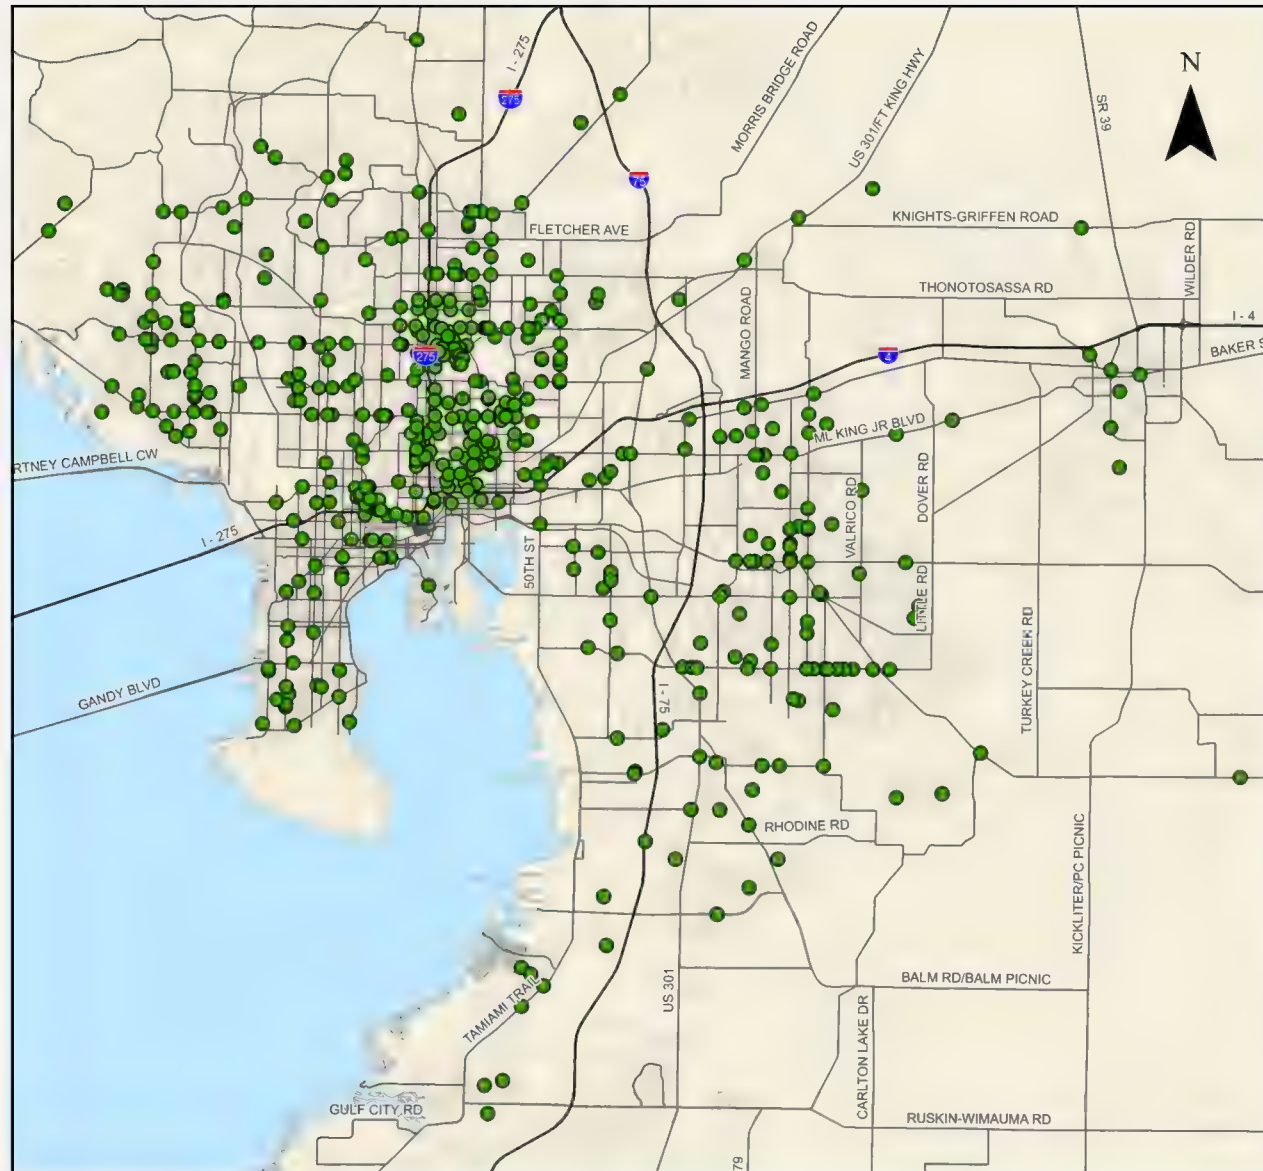 I - 275
275
MORRIS BRIDGE ROAD
US 301/FT KING HWY
SR 39
N
75
FLETCHER AVE
KNIGHTS-GRIFFEN ROAD
WILDER RD
THONOTOSASSA RD
MANGO ROAD
I - 4
275
4
BAKER S
ML KING JR BLVD
RTNEY CAMPBELL CW
VALRICO RD
DOVER RD
I - 275
50TH ST
LITTLE RD
TURKEY CREEK RD
GANDY BLVD
I - 75
RHODINE RD
KICKLITER/PC PICNIC
US 301
BALM RD/BALM PICNIC
TAMIAMI TRAIL
CARLTON LAKE DR
GULF CITY RD
RUSKIN-WIMAUMA RD
79